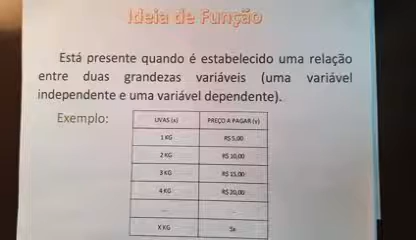 Ideia de Função
Está presente quando é estabelecido uma relação
entre duas grandezas variáveis (uma variável
independente e uma variável dependente).
Exemplo:
UVAS (x) PREÇO A PAGAR (y)
1 KG R$ 5,00
2 KG R$ 10,00
3 KG R$ 15,00
4 KG R$ 20,00
... ...
X KG 5x